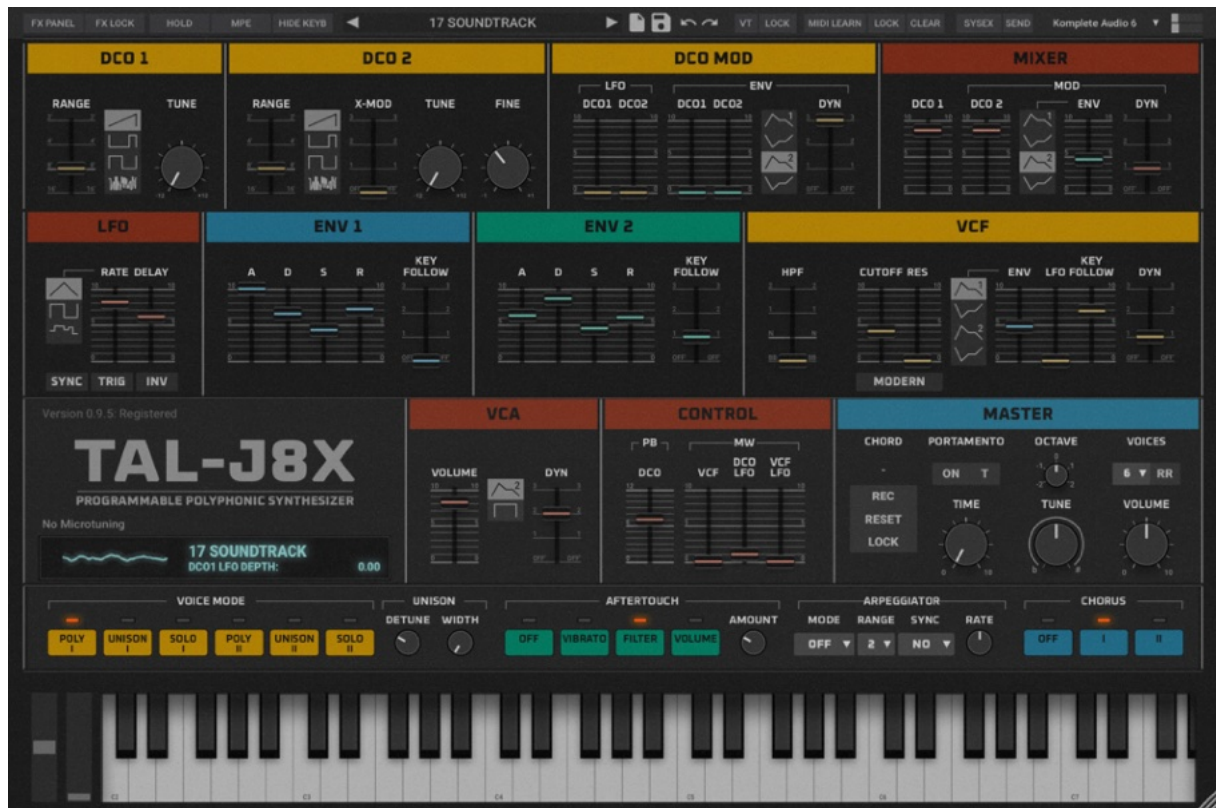 FX PANEL FX LOCK HOLD MPE HIDE KEYB 17 SOUNDTRACK VT LOCK MIDI LEARN LOCK CLEAR SYSEX SEND Komplete Audio 6
DCO 1 DCO 2 DCO MOD MIXER
LFO ENV MOD
RANGE TUNE RANGE X-MOD TUNE FINE DCO1 DCO2 DCO1 DCO2 DYN DCO 1 DCO 2 ENV DYN
LFO ENV 1 ENV 2 VCF
RATE DELAY A D S R KEY FOLLOW A D S R KEY FOLLOW HPF CUTOFF RES ENV LFO KEY FOLLOW DYN
SYNC TRIG INV MODERN
Version 0.9.5: Registered
TAL-J8X
PROGRAMMABLE POLYPHONIC SYNTHESIZER
No Microtuning
17 SOUNDTRACK
DCO1 LFO DEPTH: 0.00
VCA CONTROL MASTER
VOLUME DYN
PB MW
DCO VCF DCO LFO VCF LFO
CHORD PORTAMENTO OCTAVE VOICES
- ON T 6 RR
REC
RESET
LOCK
TIME TUNE VOLUME
VOICE MODE UNISON AFTERTOUCH ARPEGGIATOR CHORUS
DETUNE WIDTH AMOUNT MODE RANGE SYNC RATE
POLY I UNISON I SOLO I POLY II UNISON II SOLO II OFF VIBRATO FILTER VOLUME OFF 2 NO OFF I II
C2 C3 C4 C5 C6 C7